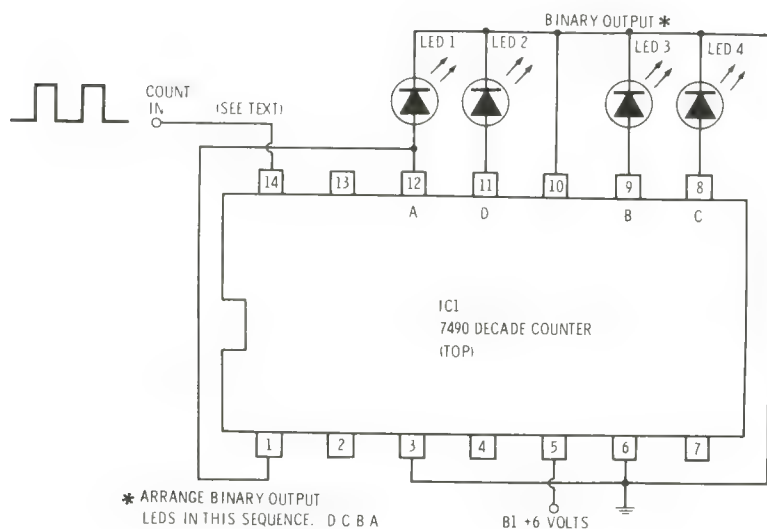 BINARY OUTPUT *
LED 1
LED 2
LED 3
LED 4
COUNT
IN
(SEE TEXT)
14
13
12
11
10
9
8
A
D
B
C
IC1
7490 DECADE COUNTER
(TOP)
1
2
3
4
5
6
7
* ARRANGE BINARY OUTPUT
LEDS IN THIS SEQUENCE. D C B A
B1 +6 VOLTS